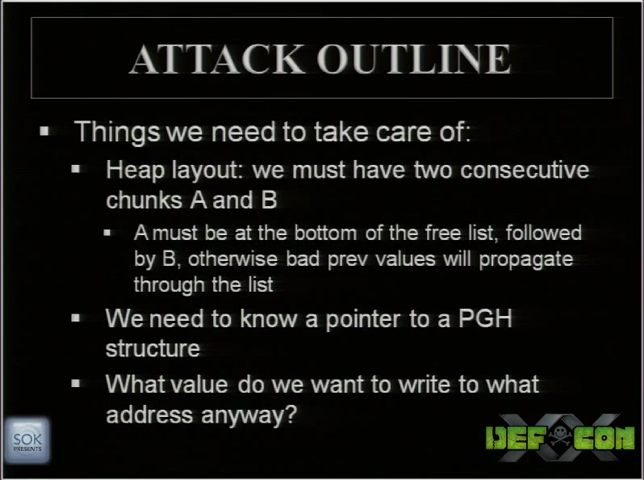 ATTACK OUTLINE
Things we need to take care of:
Heap layout: we must have two consecutive
chunks A and B
A must be at the bottom of the free list, followed
by B, otherwise bad prev values will propagate
through the list
We need to know a pointer to a PGH
structure
What value do we want to write to what
address anyway?
SOK
PRESENTS
XX
DEFCON